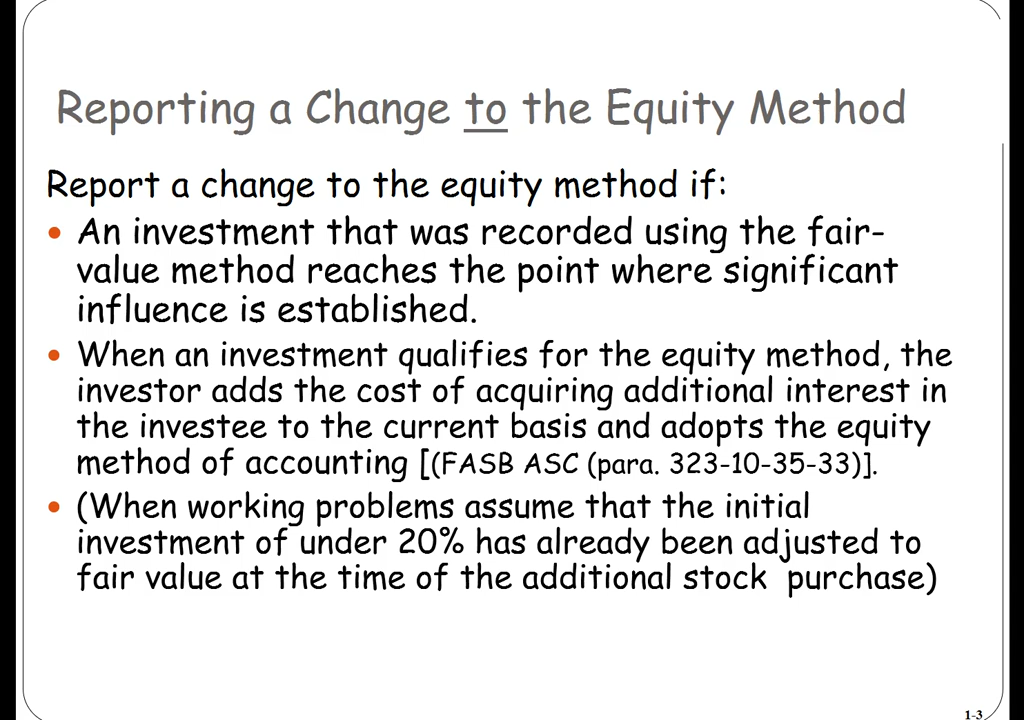 Reporting a Change to the Equity Method
Report a change to the equity method if:
• An investment that was recorded using the fair-
value method reaches the point where significant
influence is established.
• When an investment qualifies for the equity method, the
investor adds the cost of acquiring additional interest in
the investee to the current basis and adopts the equity
method of accounting [(FASB ASC (para. 323-10-35-33)].
• (When working problems assume that the initial
investment of under 20% has already been adjusted to
fair value at the time of the additional stock purchase)
1-3